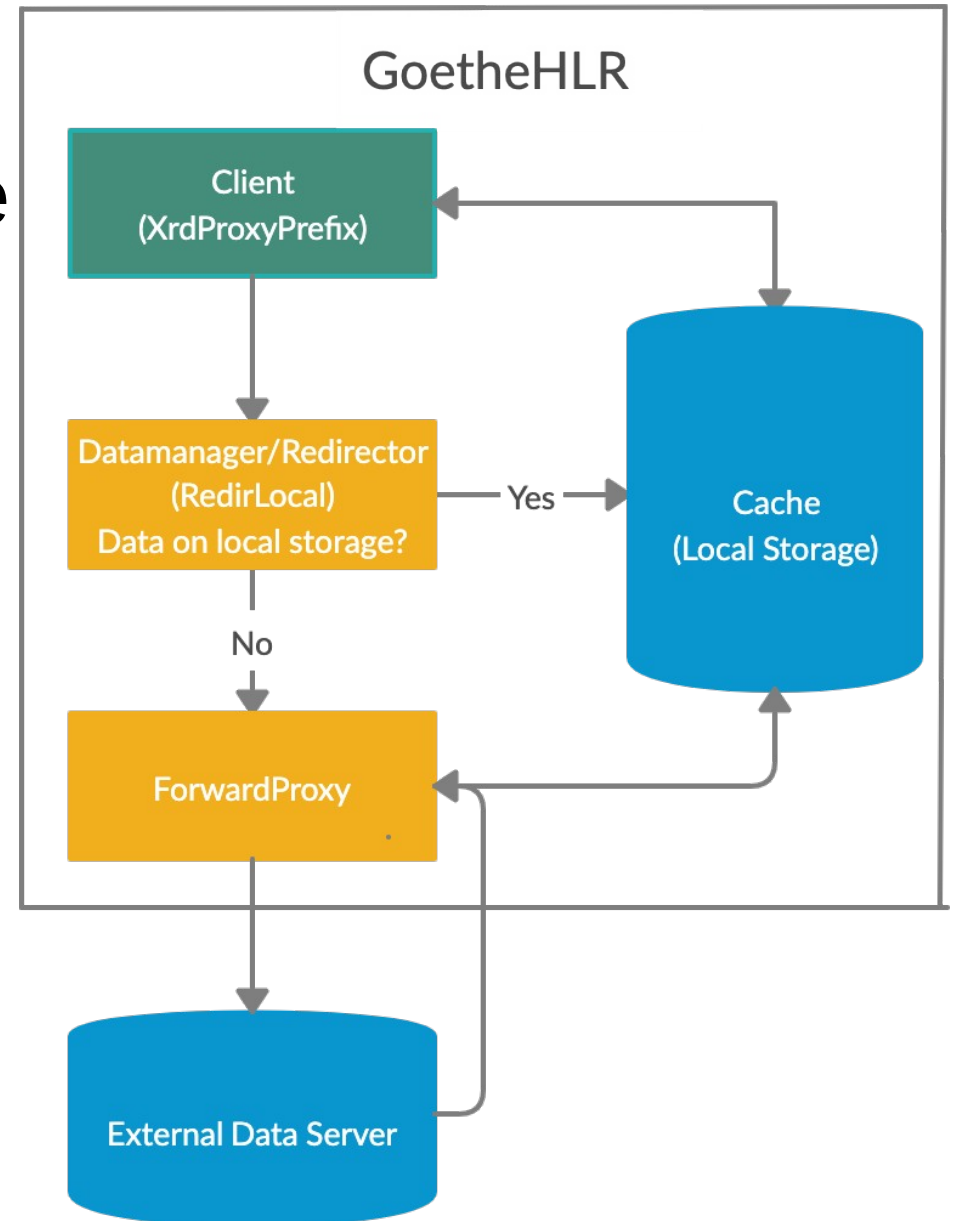 GoetheHLR
e
Client
(XrdProxyPrefix)
Datamanager/Redirector
(RedirLocal)
Data on local storage?
Yes
Cache
(Local Storage)
No
ForwardProxy
External Data Server